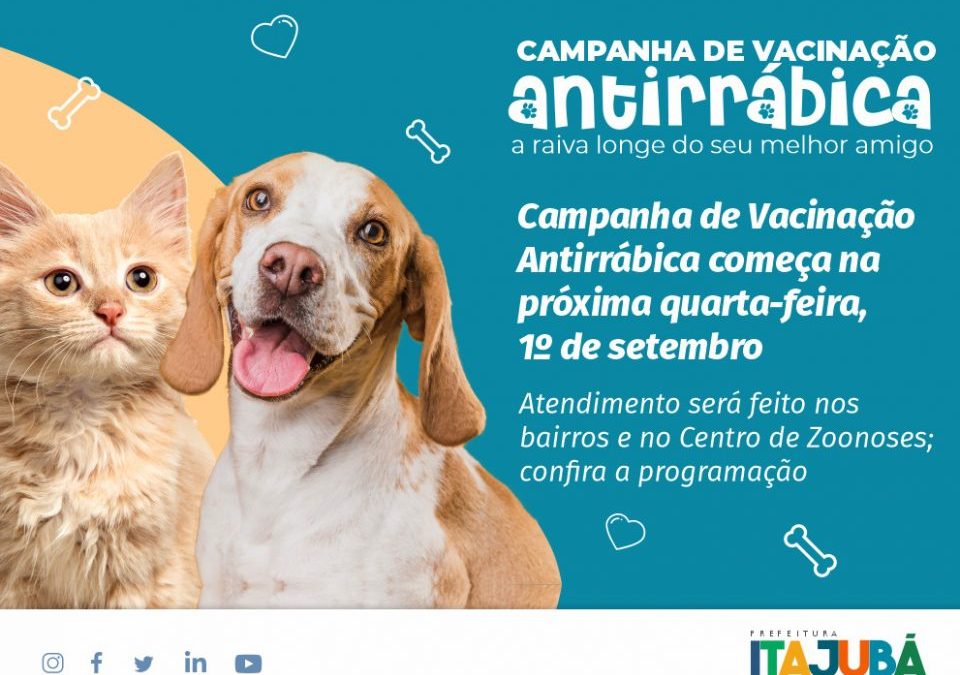 CAMPANHA DE VACINAÇÃO
antirrábica
a raiva longe do seu melhor amigo
Campanha de Vacinação
Antirrábica começa na
próxima quarta-feira,
1º de setembro
Atendimento será feito nos
bairros e no Centro de Zoonoses;
confira a programação
PREFEITURA
ITAJUBÁ